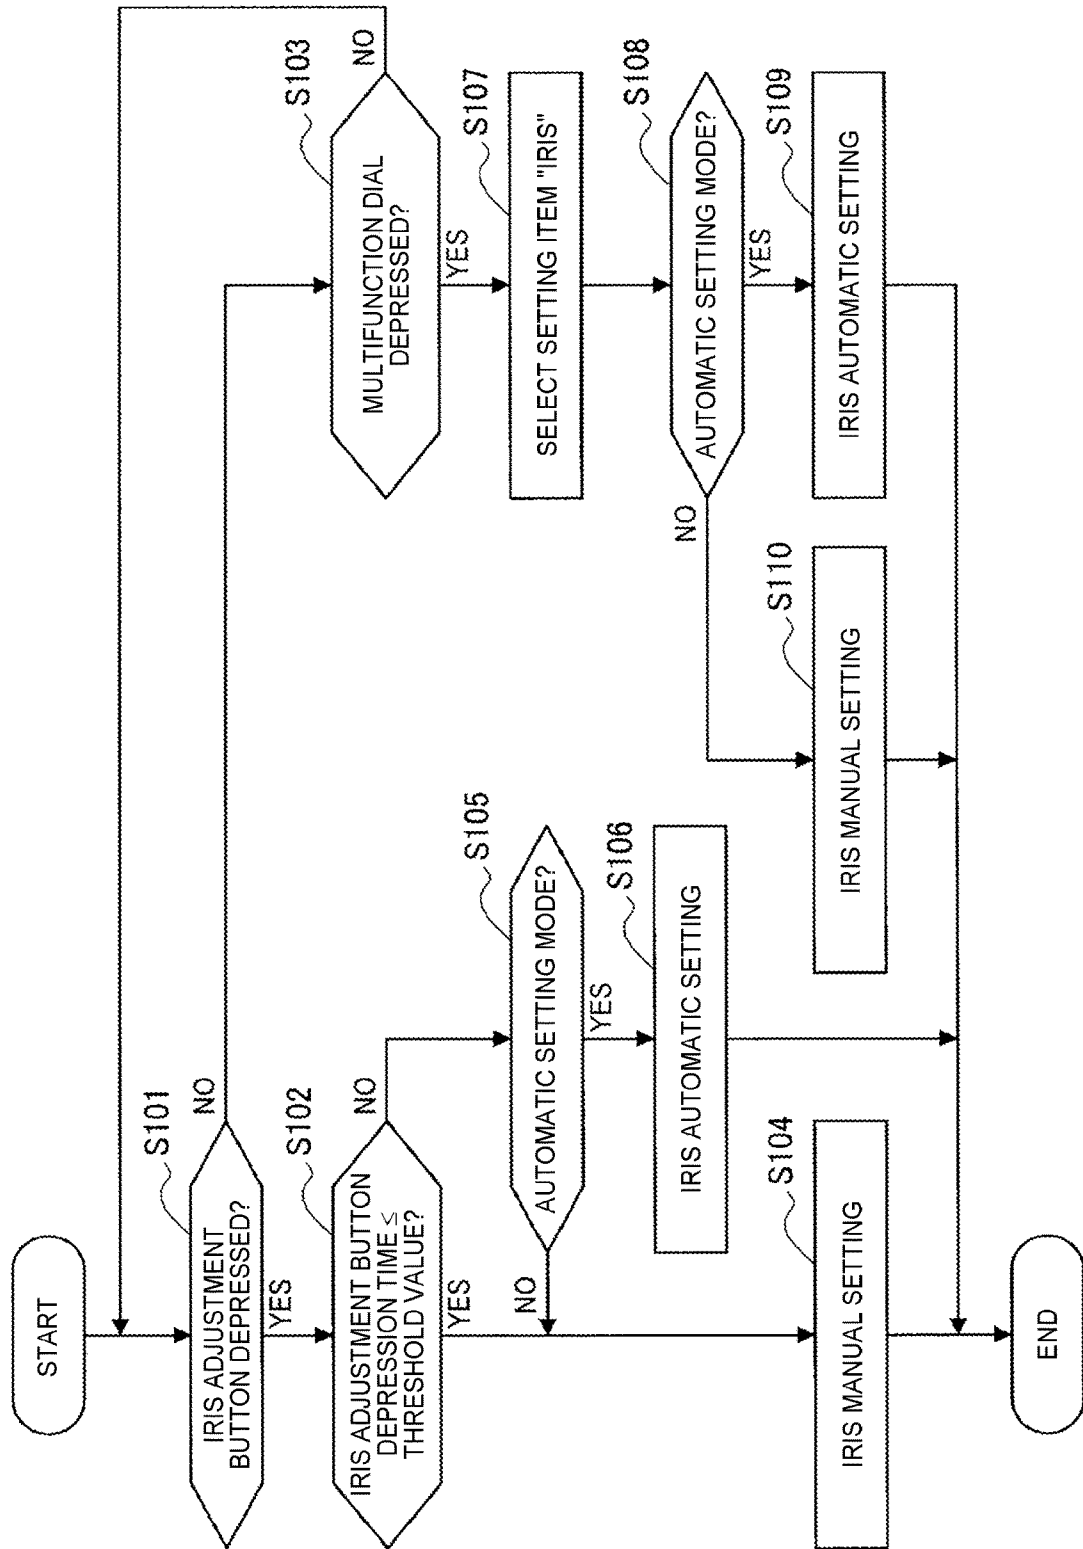 START
S101
IRIS ADJUSTMENT
BUTTON DEPRESSED?
NO
YES
S102
IRIS ADJUSTMENT BUTTON
DEPRESSION TIME ≤
THRESHOLD VALUE?
NO
YES
S105
AUTOMATIC SETTING MODE?
NO
YES
S106
IRIS AUTOMATIC SETTING
S104
IRIS MANUAL SETTING
END
S103
MULTIFUNCTION DIAL
DEPRESSED?
NO
YES
S107
SELECT SETTING ITEM "IRIS"
S108
AUTOMATIC SETTING MODE?
NO
YES
S109
IRIS AUTOMATIC SETTING
S110
IRIS MANUAL SETTING